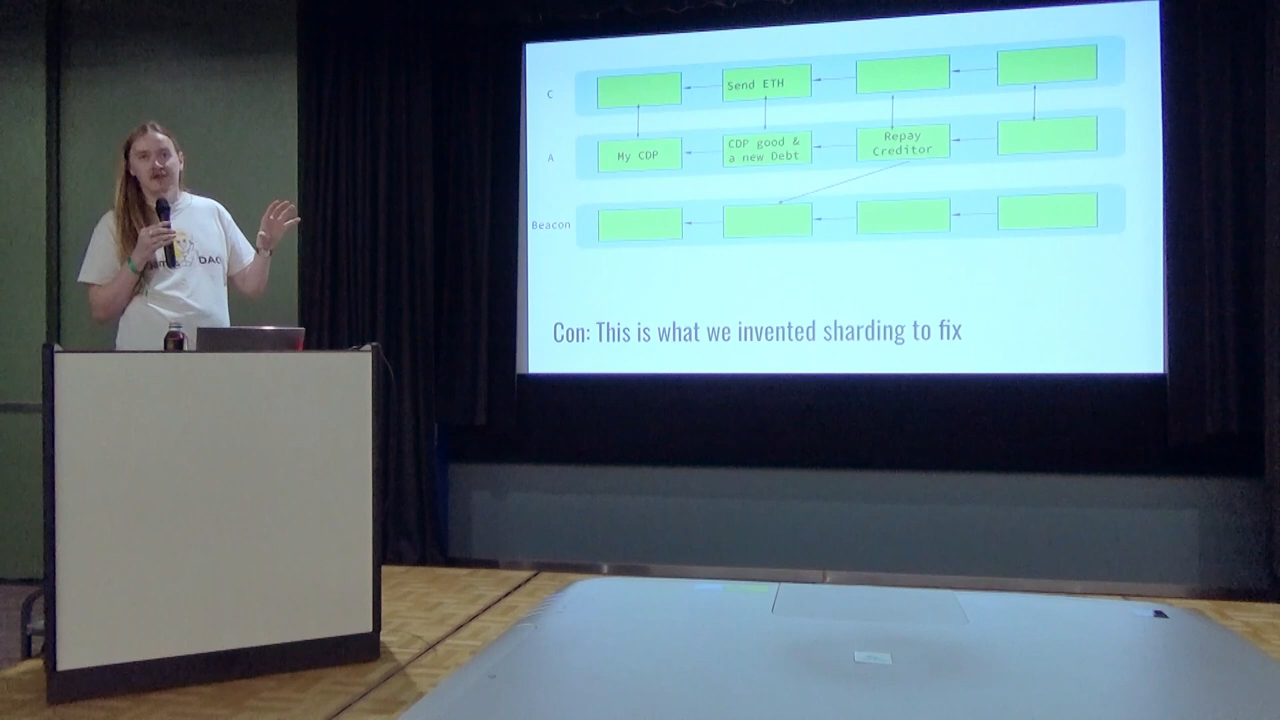 C
Send ETH
A
My CDP
CDP good &
a new Debt
Repay
Creditor
Beacon
Con: This is what we invented sharding to fix
DAO